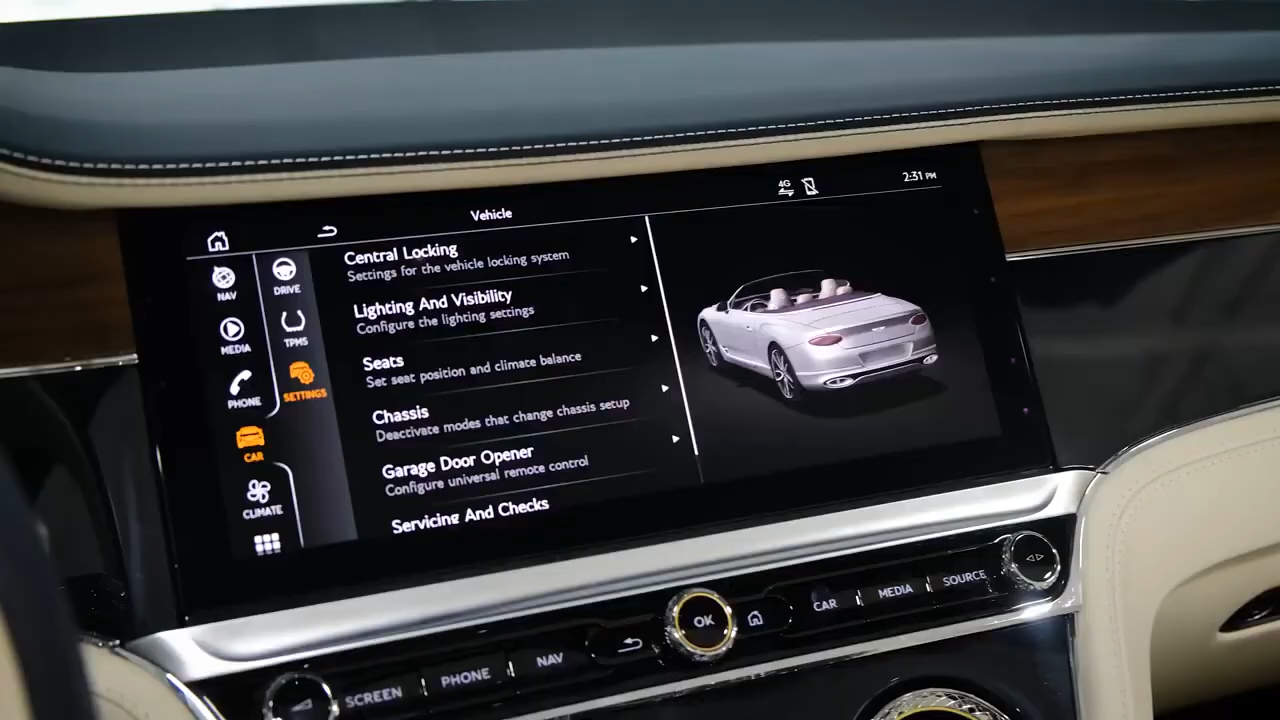 4G
2:31 PM
Vehicle
NAV
MEDIA
PHONE
CAR
CLIMATE
DRIVE
TPMS
SETTINGS
Central Locking
Settings for the vehicle locking system
Lighting And Visibility
Configure the lighting settings
Seats
Set seat position and climate balance
Chassis
Deactivate modes that change chassis setup
Garage Door Opener
Configure universal remote control
Servicing And Checks
SCREEN
PHONE
NAV
OK
CAR
MEDIA
SOURCE